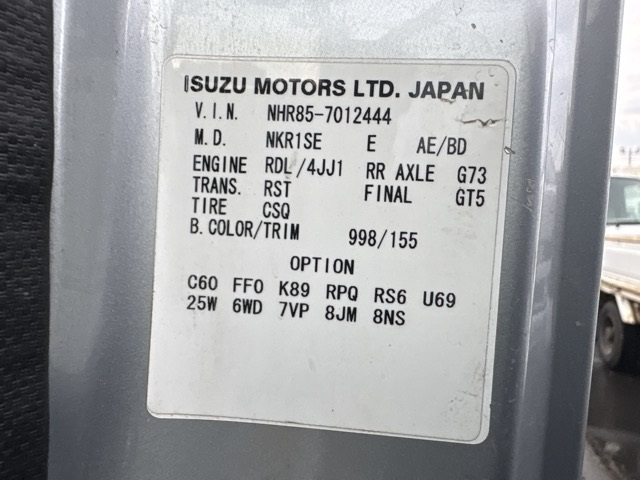 ISUZU MOTORS LTD. JAPAN
V.I.N. NHR85-7012444
M.D. NKR1SE E AE/BD
ENGINE RDL/4JJ1 RR AXLE G73
TRANS. RST FINAL GT5
TIRE CSQ
B.COLOR/TRIM 998/155
OPTION
C60 FF0 K89 RPQ RS6 U69
25W 6WD 7VP 8JM 8NS